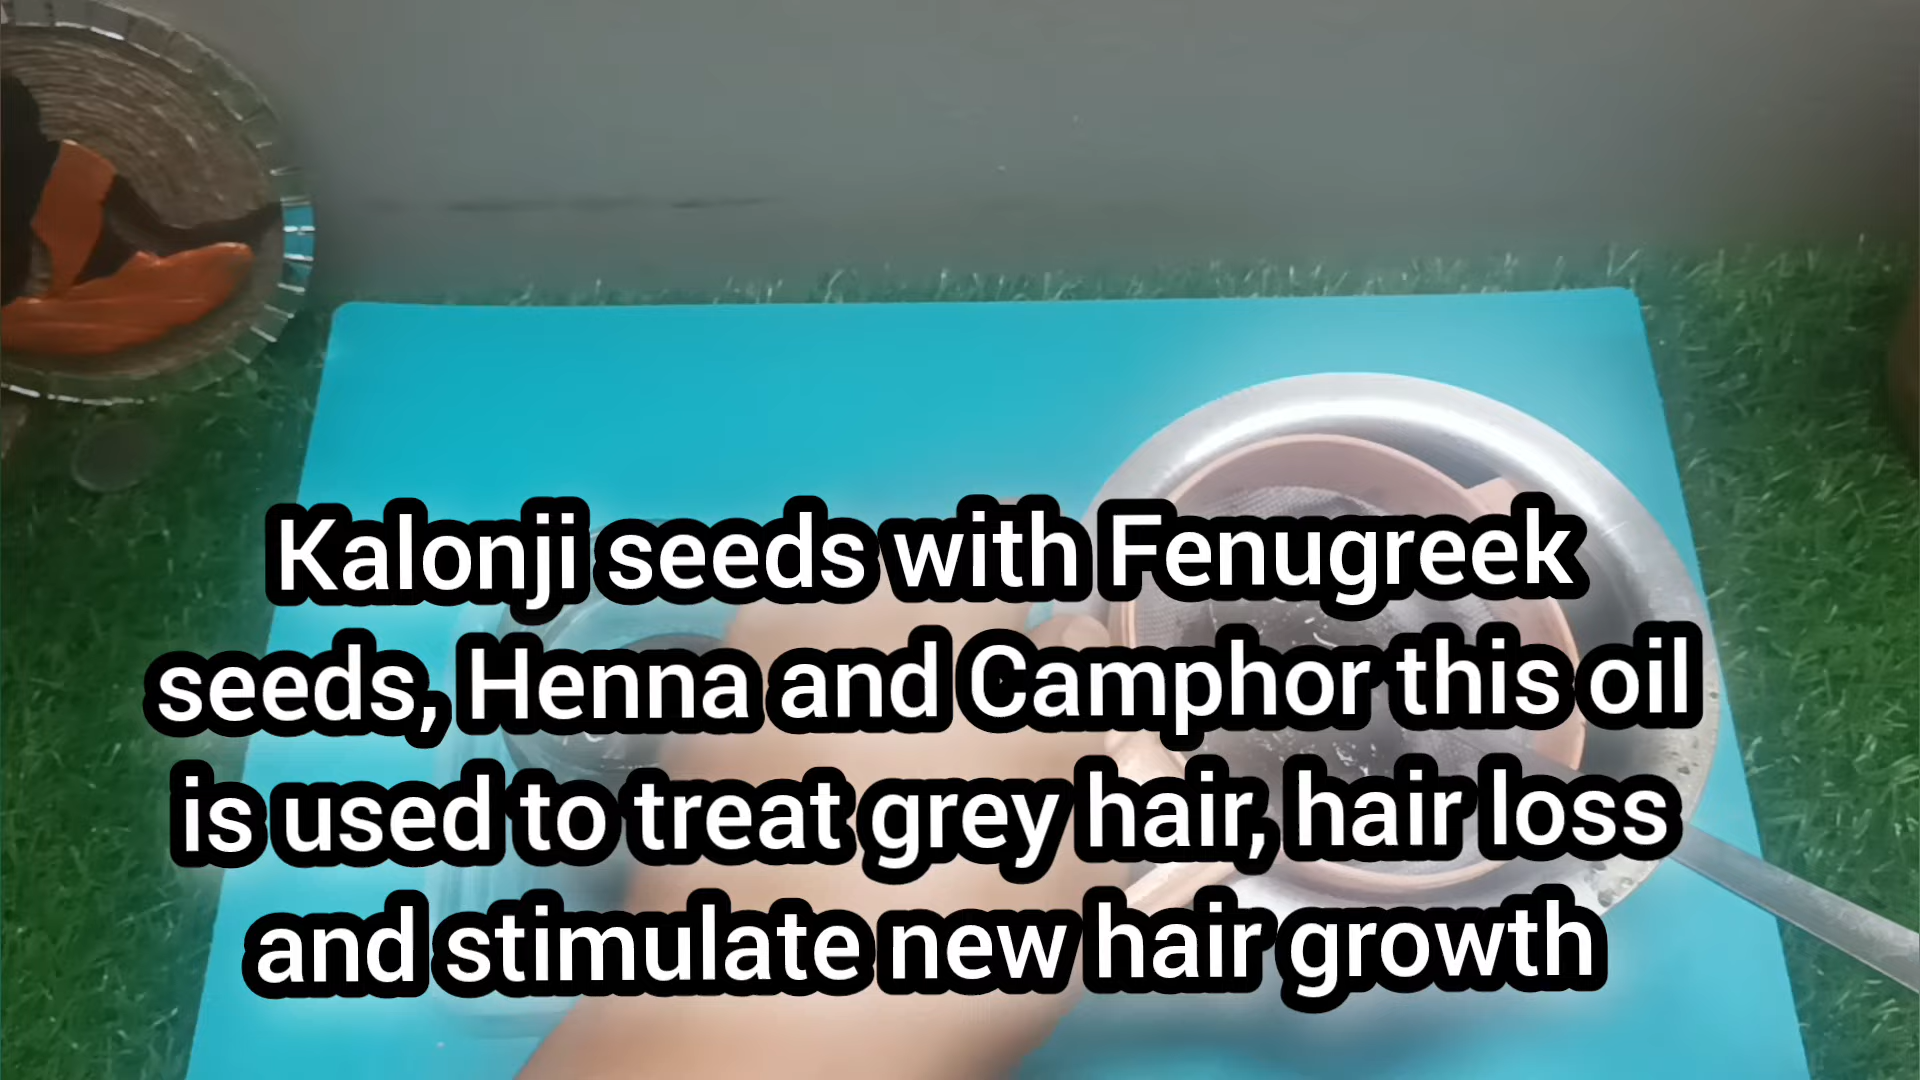 Kalonji seeds with Fenugreek
seeds, Henna and Camphor this oil
is used to treat grey hair, hair loss
and stimulate new hair growth